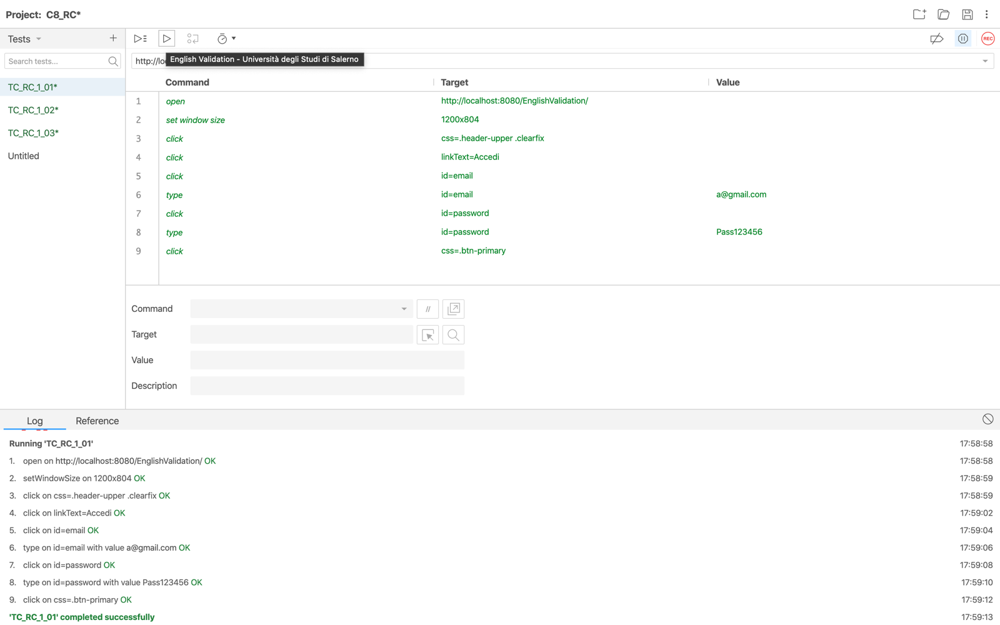 Project: C8_RC*
Tests
REC
Search tests...
http://lo
English Validation - Università degli Studi di Salerno
Command Target Value
TC_RC_1_01*
TC_RC_1_02*
TC_RC_1_03*
Untitled
1 open http://localhost:8080/EnglishValidation/
2 set window size 1200x804
3 click css=.header-upper .clearfix
4 click linkText=Accedi
5 click id=email
6 type id=email a@gmail.com
7 click id=password
8 type id=password Pass123456
9 click css=.btn-primary
Command //
Target
Value
Description
Log Reference
Running 'TC_RC_1_01' 17:58:58
1. open on http://localhost:8080/EnglishValidation/ OK 17:58:58
2. setWindowSize on 1200x804 OK 17:58:59
3. click on css=.header-upper .clearfix OK 17:58:59
4. click on linkText=Accedi OK 17:59:02
5. click on id=email OK 17:59:04
6. type on id=email with value a@gmail.com OK 17:59:06
7. click on id=password OK 17:59:08
8. type on id=password with value Pass123456 OK 17:59:10
9. click on css=.btn-primary OK 17:59:12
'TC_RC_1_01' completed successfully 17:59:13